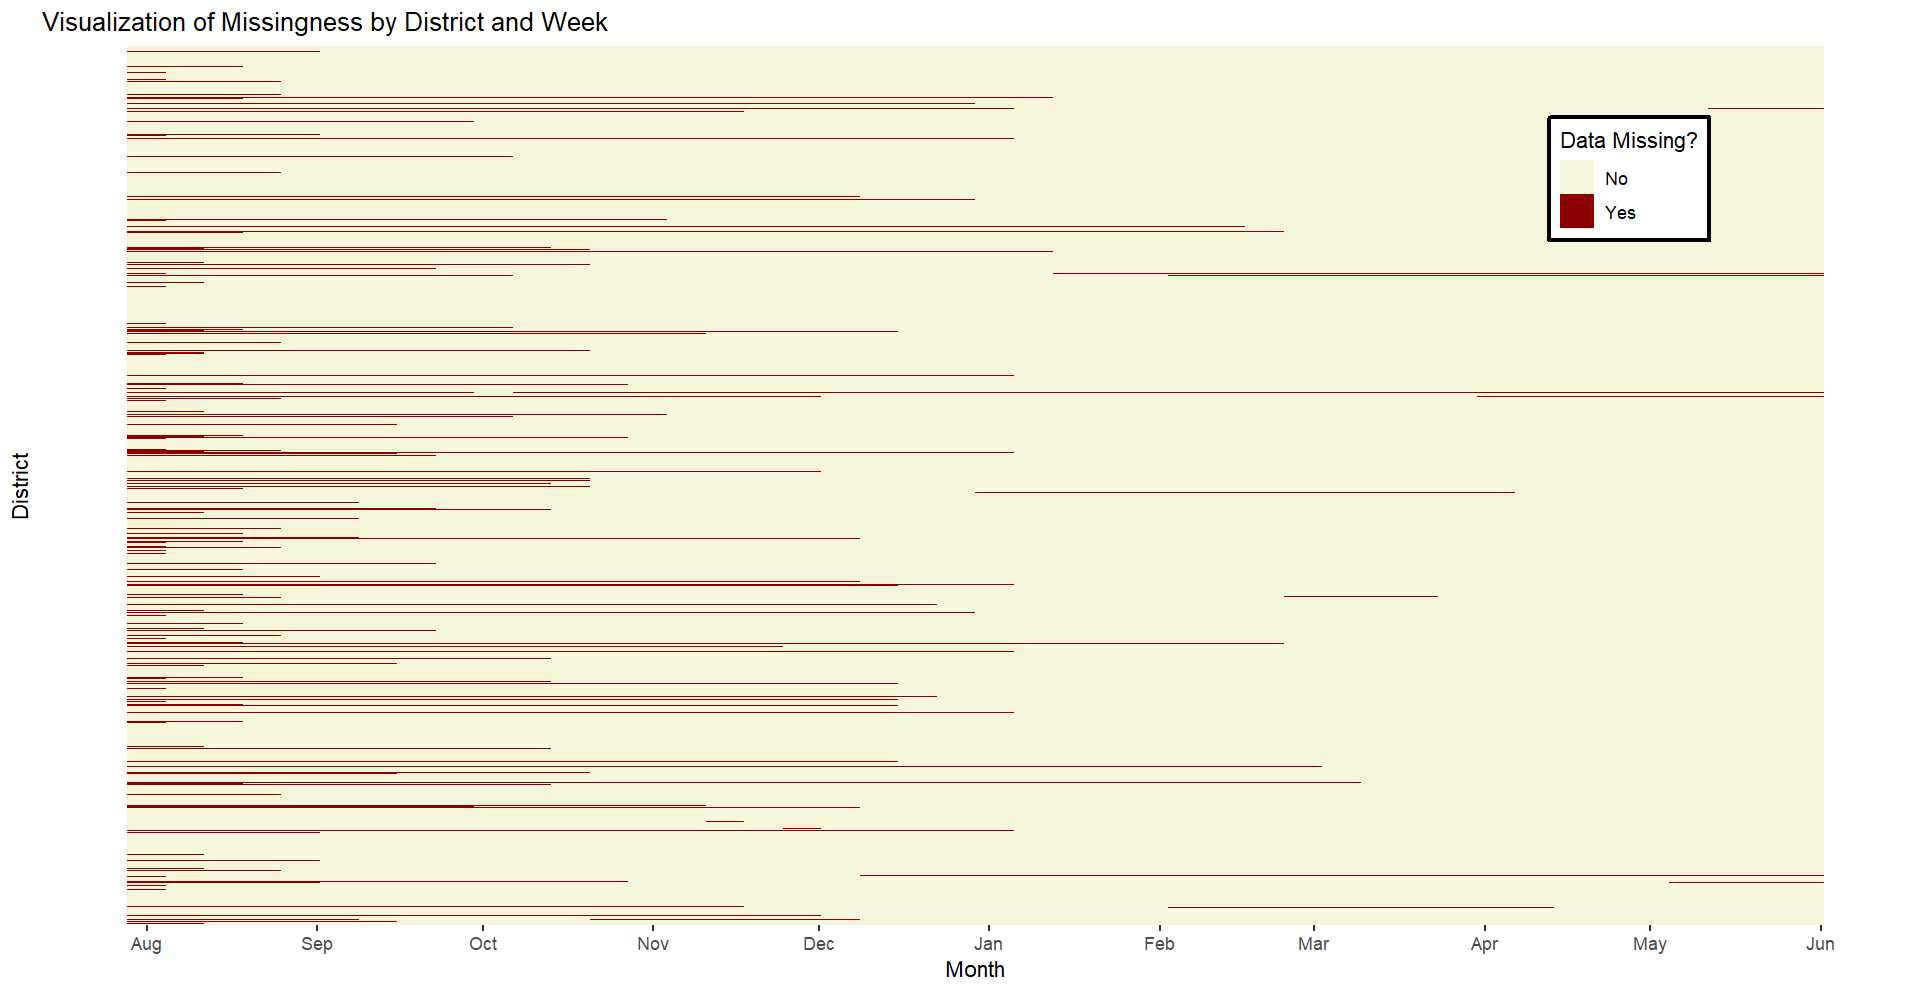 Visualization of Missingness by District and Week
Data Missing?
No
Yes
District
Aug Sep Oct Nov Dec Jan Feb Mar Apr May Jun
Month